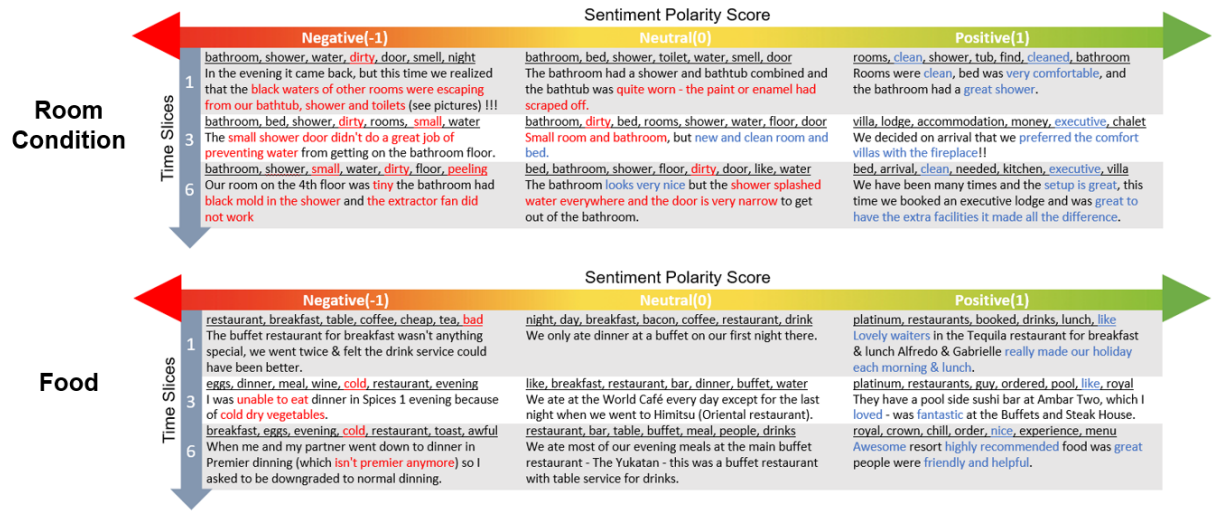 Sentiment Polarity Score
Negative(-1) Neutral(0) Positive(1)
Room
Condition
Time Slices
1
bathroom, shower, water, dirty, door, smell, night
In the evening it came back, but this time we realized
that the black waters of other rooms were escaping
from our bathtub, shower and toilets (see pictures) !!!
bathroom, bed, shower, toilet, water, smell, door
The bathroom had a shower and bathtub combined and
the bathtub was quite worn - the paint or enamel had
scraped off.
rooms, clean, shower, tub, find, cleaned, bathroom
Rooms were clean, bed was very comfortable, and
the bathroom had a great shower.
3
bathroom, bed, shower, dirty, rooms, small, water
The small shower door didn't do a great job of
preventing water from getting on the bathroom floor.
bathroom, dirty, bed, rooms, shower, water, floor, door
Small room and bathroom, but new and clean room and
bed.
villa, lodge, accommodation, money, executive, chalet
We decided on arrival that we preferred the comfort
villas with the fireplace!!
6
bathroom, shower, small, water, dirty, floor, peeling
Our room on the 4th floor was tiny the bathroom had
black mold in the shower and the extractor fan did
not work
bed, bathroom, shower, floor, dirty, door, like, water
The bathroom looks very nice but the shower splashed
water everywhere and the door is very narrow to get
out of the bathroom.
bed, arrival, clean, needed, kitchen, executive, villa
We have been many times and the setup is great, this
time we booked an executive lodge and was great to
have the extra facilities it made all the difference.
Sentiment Polarity Score
Negative(-1) Neutral(0) Positive(1)
Food
Time Slices
1
restaurant, breakfast, table, coffee, cheap, tea, bad
The buffet restaurant for breakfast wasn't anything
special, we went twice & felt the drink service could
have been better.
night, day, breakfast, bacon, coffee, restaurant, drink
We only ate dinner at a buffet on our first night there.
platinum, restaurants, booked, drinks, lunch, like
Lovely waiters in the Tequila restaurant for breakfast
& lunch Alfredo & Gabrielle really made our holiday
each morning & lunch.
3
eggs, dinner, meal, wine, cold, restaurant, evening
I was unable to eat dinner in Spices 1 evening because
of cold dry vegetables.
like, breakfast, restaurant, bar, dinner, buffet, water
We ate at the World Café every day except for the last
night when we went to Himitsu (Oriental restaurant).
platinum, restaurants, guy, ordered, pool, like, royal
They have a pool side sushi bar at Ambar Two, which I
loved - was fantastic at the Buffets and Steak House.
6
breakfast, eggs, evening, cold, restaurant, toast, awful
When me and my partner went down to dinner in
Premier dinning (which isn't premier anymore) so I
asked to be downgraded to normal dinning.
restaurant, bar, table, buffet, meal, people, drinks
We ate most of our evening meals at the main buffet
restaurant - The Yukatan - this was a buffet restaurant
with table service for drinks.
royal, crown, chill, order, nice, experience, menu
Awesome resort highly recommended food was great
people were friendly and helpful.